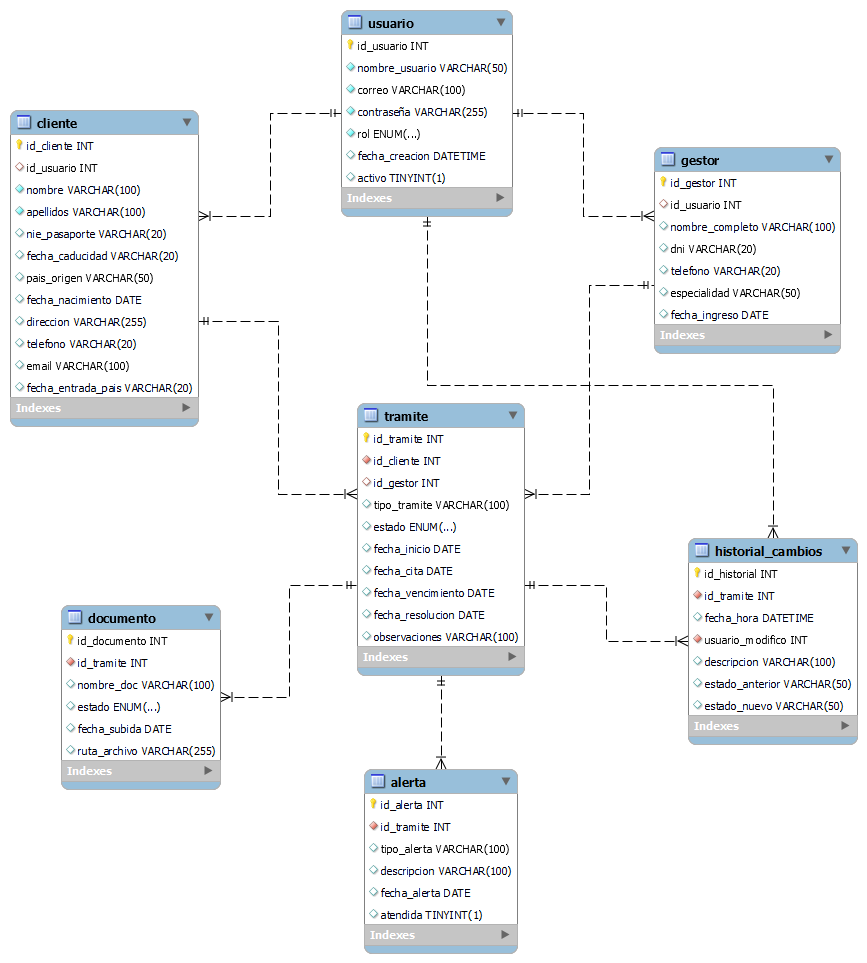 usuario
id_usuario INT
nombre_usuario VARCHAR(50)
correo VARCHAR(100)
contraseña VARCHAR(255)
rol ENUM(...)
fecha_creacion DATETIME
activo TINYINT(1)
Indexes
cliente
id_cliente INT
id_usuario INT
nombre VARCHAR(100)
apellidos VARCHAR(100)
nie_pasaporte VARCHAR(20)
fecha_caducidad VARCHAR(20)
pais_origen VARCHAR(50)
fecha_nacimiento DATE
direccion VARCHAR(255)
telefono VARCHAR(20)
email VARCHAR(100)
fecha_entrada_pais VARCHAR(20)
Indexes
gestor
id_gestor INT
id_usuario INT
nombre_completo VARCHAR(100)
dni VARCHAR(20)
telefono VARCHAR(20)
especialidad VARCHAR(50)
fecha_ingreso DATE
Indexes
tramite
id_tramite INT
id_cliente INT
id_gestor INT
tipo_tramite VARCHAR(100)
estado ENUM(...)
fecha_inicio DATE
fecha_cita DATE
fecha_vencimiento DATE
fecha_resolucion DATE
observaciones VARCHAR(100)
Indexes
historial_cambios
id_historial INT
id_tramite INT
fecha_hora DATETIME
usuario_modifico INT
descripcion VARCHAR(100)
estado_anterior VARCHAR(50)
estado_nuevo VARCHAR(50)
Indexes
documento
id_documento INT
id_tramite INT
nombre_doc VARCHAR(100)
estado ENUM(...)
fecha_subida DATE
ruta_archivo VARCHAR(255)
Indexes
alerta
id_alerta INT
id_tramite INT
tipo_alerta VARCHAR(100)
descripcion VARCHAR(100)
fecha_alerta DATE
atendida TINYINT(1)
Indexes